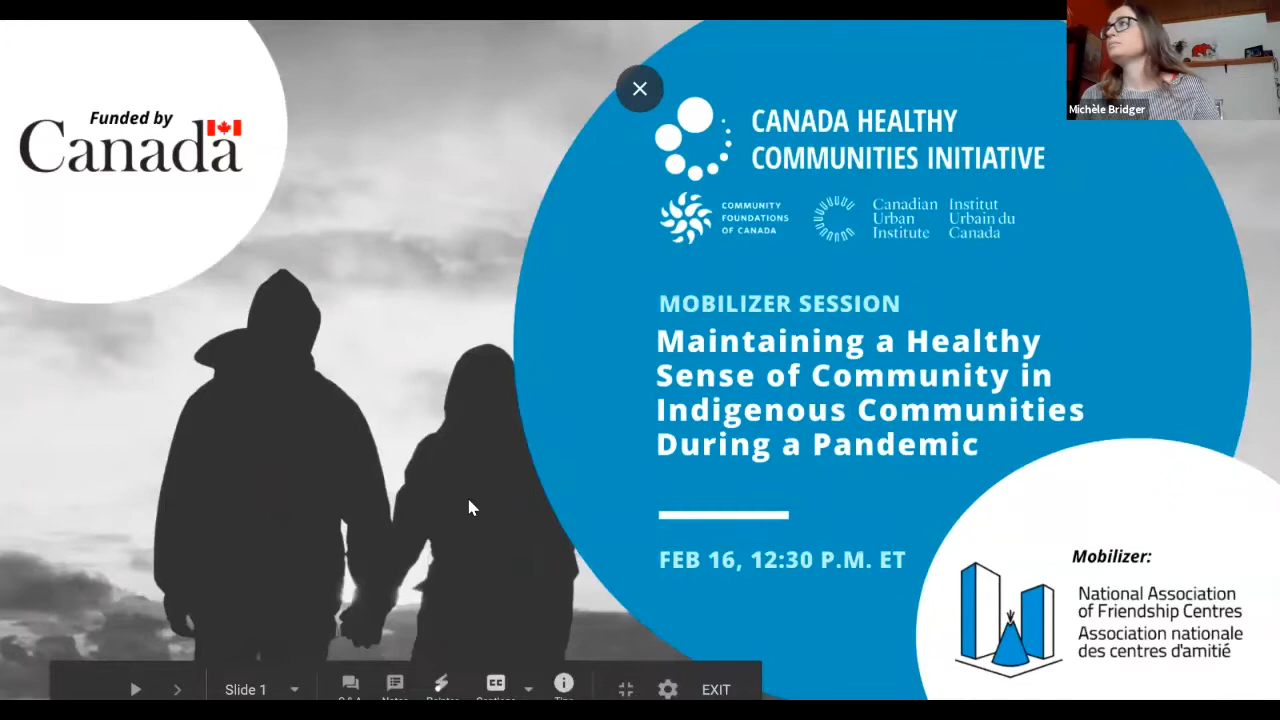 Funded by
Canada
CANADA HEALTHY
COMMUNITIES INITIATIVE
COMMUNITY
FOUNDATIONS
OF CANADA
Canadian
Urban
Institute
Institut
Urbain du
Canada
MOBILIZER SESSION
Maintaining a Healthy
Sense of Community in
Indigenous Communities
During a Pandemic
FEB 16, 12:30 P.M. ET
Mobilizer:
National Association
of Friendship Centres
Association nationale
des centres d'amitié
Michèle Bridger
Slide 1
CC
EXIT